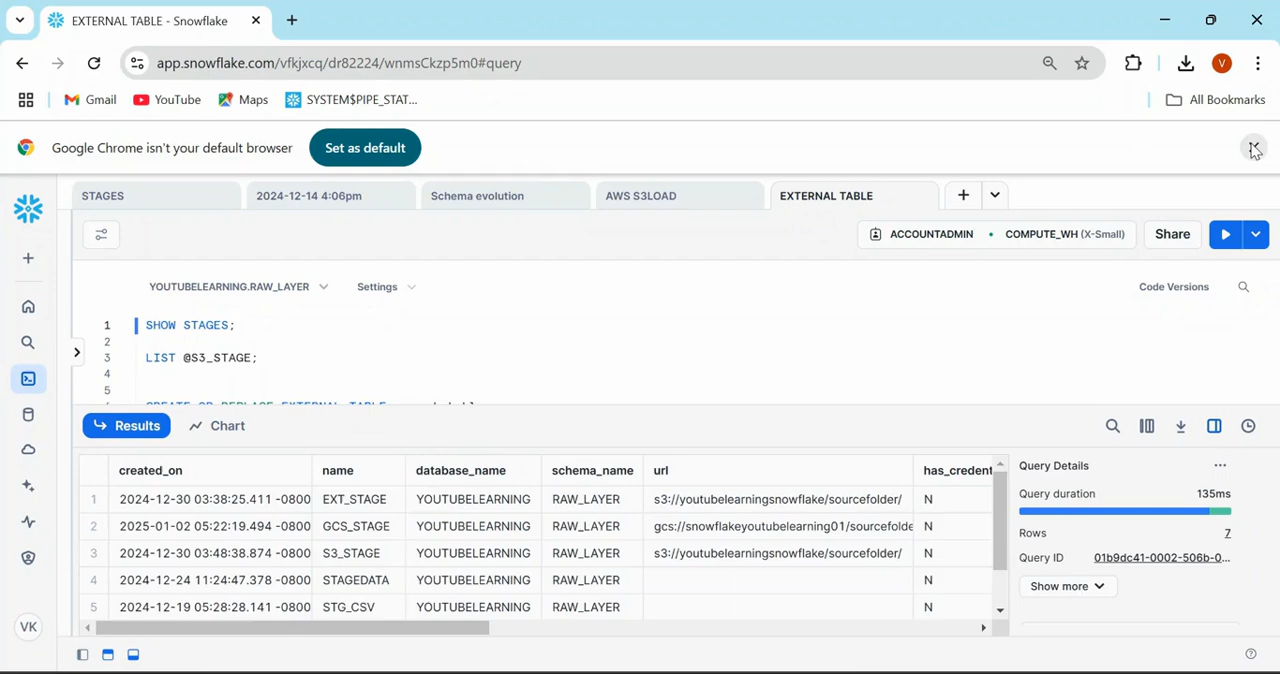 EXTERNAL TABLE - Snowflake
app.snowflake.com/vfkjxcq/dr82224/wnmsCkzp5m0#query
V
Gmail YouTube Maps SYSTEM$PIPE_STAT... All Bookmarks
Google Chrome isn't your default browser Set as default
STAGES 2024-12-14 4:06pm Schema evolution AWS S3LOAD EXTERNAL TABLE
ACCOUNTADMIN • COMPUTE_WH (X-Small) Share
YOUTUBELEARNING.RAW_LAYER Settings Code Versions
1 SHOW STAGES;
2
3 LIST @S3_STAGE;
4
5
CREATE OR REPLACE EXTERNAL TABLE
Results Chart
created_on name database_name schema_name url has_credent
1 2024-12-30 03:38:25.411 -0800 EXT_STAGE YOUTUBELEARNING RAW_LAYER s3://youtubelearningsnowflake/sourcefolder/ N
2 2025-01-02 05:22:19.494 -0800 GCS_STAGE YOUTUBELEARNING RAW_LAYER gcs://snowflakeyoutubelearning01/sourcefolde N
3 2024-12-30 03:48:38.874 -0800 S3_STAGE YOUTUBELEARNING RAW_LAYER s3://youtubelearningsnowflake/sourcefolder/ N
4 2024-12-24 11:24:47.378 -0800 STAGEDATA YOUTUBELEARNING RAW_LAYER N
5 2024-12-19 05:28:28.141 -0800 STG_CSV YOUTUBELEARNING RAW_LAYER N
Query Details ...
Query duration 135ms
Rows 7
Query ID 01b9dc41-0002-506b-0...
Show more
VK